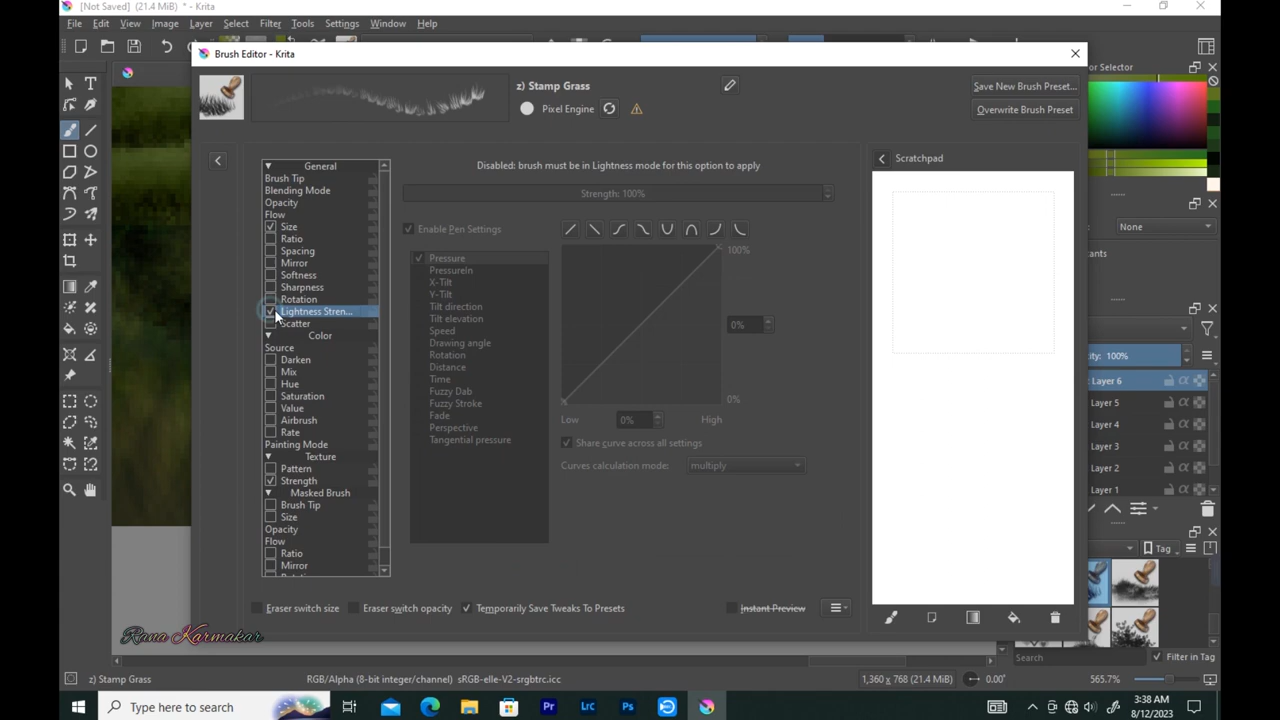 [Not Saved] (21.4 MiB) * - Krita
File Edit View Image Layer Select Filter Tools Settings Window Help
Brush Editor - Krita
z) Stamp Grass
Pixel Engine
Save New Brush Preset...
Overwrite Brush Preset
or Selector
General
Brush Tip
Blending Mode
Opacity
Flow
Size
Ratio
Spacing
Mirror
Softness
Sharpness
Rotation
Lightness Stren...
Scatter
Color
Source
Darken
Mix
Hue
Saturation
Value
Airbrush
Rate
Painting Mode
Texture
Pattern
Strength
Masked Brush
Brush Tip
Size
Opacity
Flow
Ratio
Mirror
Disabled: brush must be in Lightness mode for this option to apply
Strength: 100%
Enable Pen Settings
Pressure
PressureIn
X-Tilt
Y-Tilt
Tilt direction
Tilt elevation
Speed
Drawing angle
Rotation
Distance
Time
Fuzzy Dab
Fuzzy Stroke
Fade
Perspective
Tangential pressure
100%
0%
0%
Low 0% High
Share curve across all settings
Curves calculation mode: multiply
Scratchpad
None
tants
ity: 100%
Layer 6
Layer 5
Layer 4
Layer 3
Layer 2
Layer 1
Tag
Eraser switch size Eraser switch opacity Temporarily Save Tweaks To Presets Instant Preview
Rana Karmakar
Search Filter in Tag
z) Stamp Grass RGB/Alpha (8-bit integer/channel) sRGB-elle-V2-srgbtrc.icc 1,360 x 768 (21.4 MiB) 0.00° 565.7%
Type here to search
Pr Lrc Ps
3:38 AM
8/12/2023